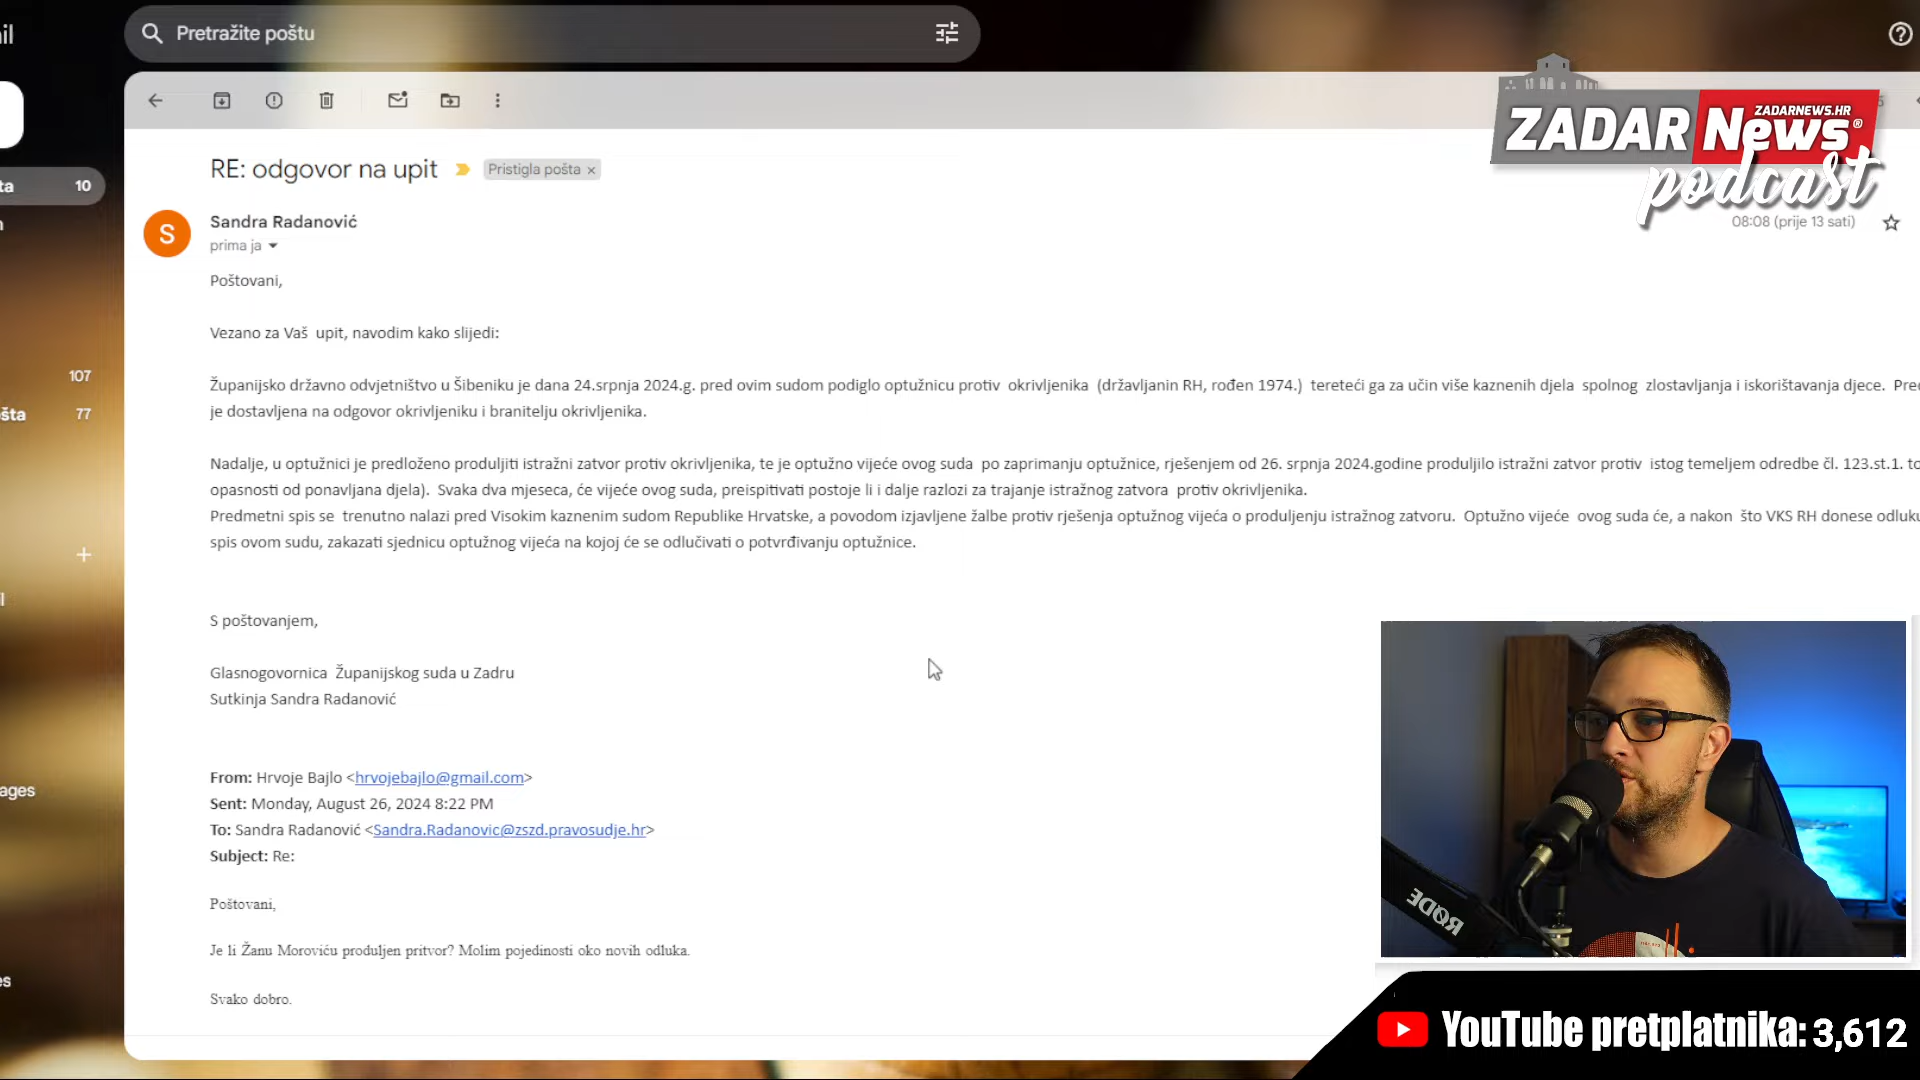 il
Pretražite poštu
ZADARNEWS.HR
ZADAR News®
podcast
ta 10
RE: odgovor na upit
Pristigla pošta ×
Sandra Radanović
08:08 (prije 13 sati)
S
prima ja
Poštovani,
Vezano za Vaš upit, navodim kako slijedi:
107
Županijsko državno odvjetništvo u Šibeniku je dana 24.srpnja 2024.g. pred ovim sudom podiglo optužnicu protiv okrivljenika (državljanin RH, rođen 1974.) tereteći ga za učin više kaznenih djela spolnog zlostavljanja i iskorištavanja djece.
šta 77
je dostavljena na odgovor okrivljeniku i branitelju okrivljenika.
Nadalje, u optužnici je predloženo produljiti istražni zatvor protiv okrivljenika, te je optužno vijeće ovog suda po zaprimanju optužnice, rješenjem od 26. srpnja 2024.godine produljilo istražni zatvor protiv istog temeljem odredbe čl. 123.st.1. to
opasnosti od ponavljana djela). Svaka dva mjeseca, će vijeće ovog suda, preispitivati postoje li i dalje razlozi za trajanje istražnog zatvora protiv okrivljenika.
Predmetni spis se trenutno nalazi pred Visokim kaznenim sudom Republike Hrvatske, a povodom izjavljene žalbe protiv rješenja optužnog vijeća o produljenju istražnog zatvoru. Optužno vijeće ovog suda će, a nakon što VKS RH donese odluku
spis ovom sudu, zakazati sjednicu optužnog vijeća na kojoj će se odlučivati o potvrđivanju optužnice.
S poštovanjem,
Glasnogovornica Županijskog suda u Zadru
Sutkinja Sandra Radanović
From: Hrvoje Bajlo <hrvojebajlo@gmail.com>
ages
Sent: Monday, August 26, 2024 8:22 PM
To: Sandra Radanović <Sandra.Radanovic@zszd.pravosudje.hr>
Subject: Re:
Poštovani,
Je li Žanu Moroviću produljen pritvor? Molim pojedinosti oko novih odluka.
Svako dobro.
RØDE
YouTube pretplatnika: 3,612